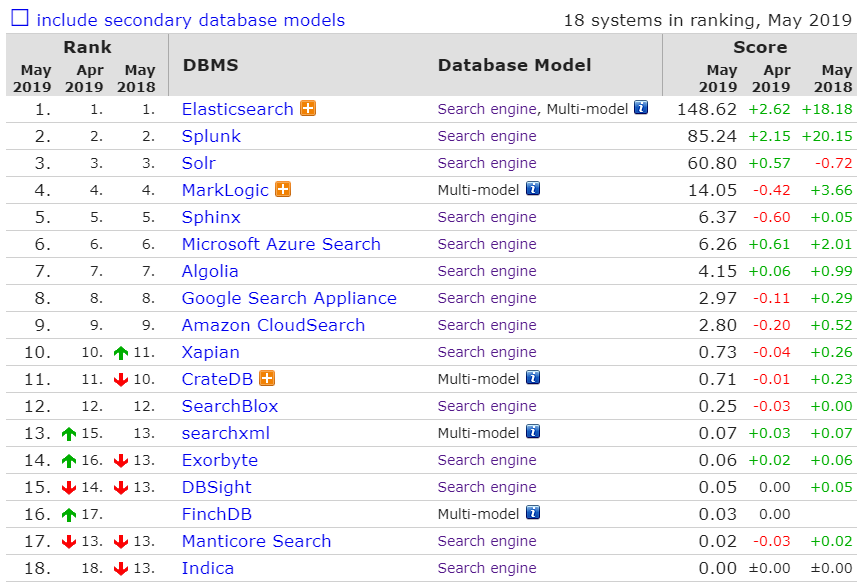 include secondary database models 18 systems in ranking, May 2019
Rank DBMS Database Model Score
May 2019 Apr 2019 May 2018 May 2019 Apr 2019 May 2018
1. 1. 1. Elasticsearch Search engine, Multi-model 148.62 +2.62 +18.18
2. 2. 2. Splunk Search engine 85.24 +2.15 +20.15
3. 3. 3. Solr Search engine 60.80 +0.57 -0.72
4. 4. 4. MarkLogic Multi-model 14.05 -0.42 +3.66
5. 5. 5. Sphinx Search engine 6.37 -0.60 +0.05
6. 6. 6. Microsoft Azure Search Search engine 6.26 +0.61 +2.01
7. 7. 7. Algolia Search engine 4.15 +0.06 +0.99
8. 8. 8. Google Search Appliance Search engine 2.97 -0.11 +0.29
9. 9. 9. Amazon CloudSearch Search engine 2.80 -0.20 +0.52
10. 10. 11. Xapian Search engine 0.73 -0.04 +0.26
11. 11. 10. CrateDB Multi-model 0.71 -0.01 +0.23
12. 12. 12. SearchBlox Search engine 0.25 -0.03 +0.00
13. 15. 13. searchxml Multi-model 0.07 +0.03 +0.07
14. 16. 13. Exorbyte Search engine 0.06 +0.02 +0.06
15. 14. 13. DBSight Search engine 0.05 0.00 +0.05
16. 17. FinchDB Multi-model 0.03 0.00
17. 13. 13. Manticore Search Search engine 0.02 -0.03 +0.02
18. 18. 13. Indica Search engine 0.00 ±0.00 ±0.00